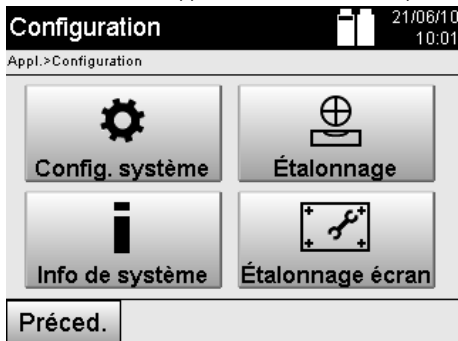 Configuration
21/06/10
10:01
Appl.>Configuration
Config. système
Étalonnage
Info de système
Étalonnage écran
Préced.